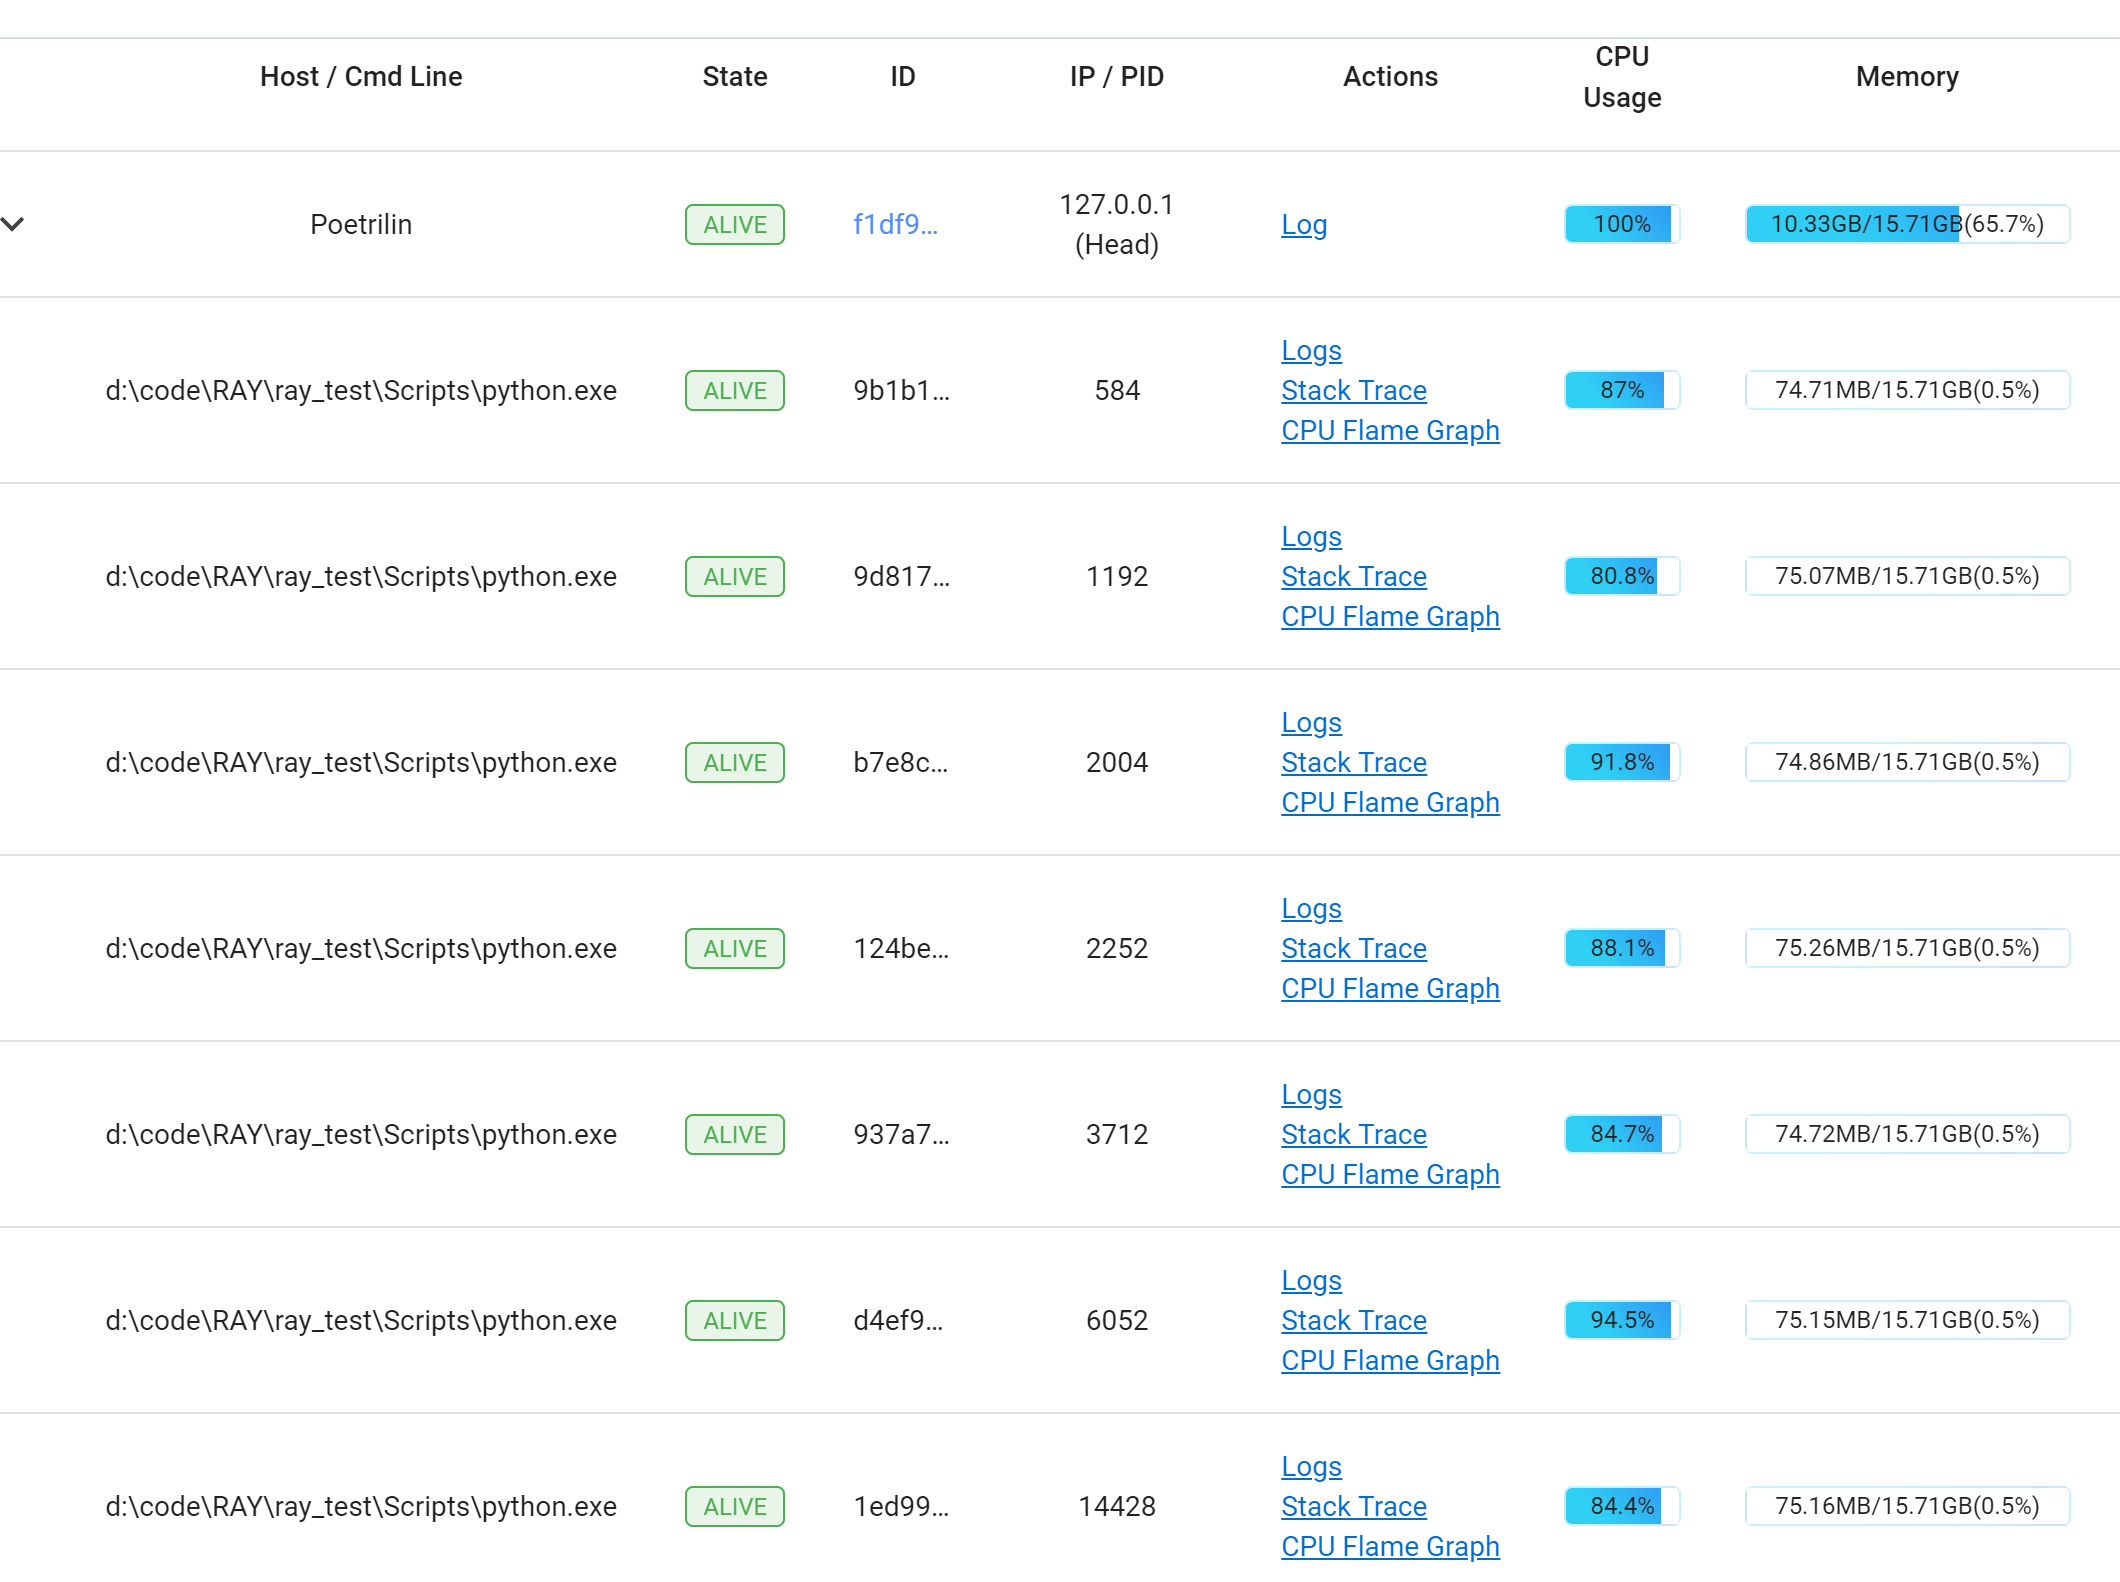 Host / Cmd Line State ID IP / PID Actions CPU Usage Memory
Poetrilin ALIVE f1df9... 127.0.0.1 (Head) Log 100% 10.33GB/15.71GB(65.7%)
d:\code\RAY\ray_test\Scripts\python.exe ALIVE 9b1b1... 584 Logs Stack Trace CPU Flame Graph 87% 74.71MB/15.71GB(0.5%)
d:\code\RAY\ray_test\Scripts\python.exe ALIVE 9d817... 1192 Logs Stack Trace CPU Flame Graph 80.8% 75.07MB/15.71GB(0.5%)
d:\code\RAY\ray_test\Scripts\python.exe ALIVE b7e8c... 2004 Logs Stack Trace CPU Flame Graph 91.8% 74.86MB/15.71GB(0.5%)
d:\code\RAY\ray_test\Scripts\python.exe ALIVE 124be... 2252 Logs Stack Trace CPU Flame Graph 88.1% 75.26MB/15.71GB(0.5%)
d:\code\RAY\ray_test\Scripts\python.exe ALIVE 937a7... 3712 Logs Stack Trace CPU Flame Graph 84.7% 74.72MB/15.71GB(0.5%)
d:\code\RAY\ray_test\Scripts\python.exe ALIVE d4ef9... 6052 Logs Stack Trace CPU Flame Graph 94.5% 75.15MB/15.71GB(0.5%)
d:\code\RAY\ray_test\Scripts\python.exe ALIVE 1ed99... 14428 Logs Stack Trace CPU Flame Graph 84.4% 75.16MB/15.71GB(0.5%)